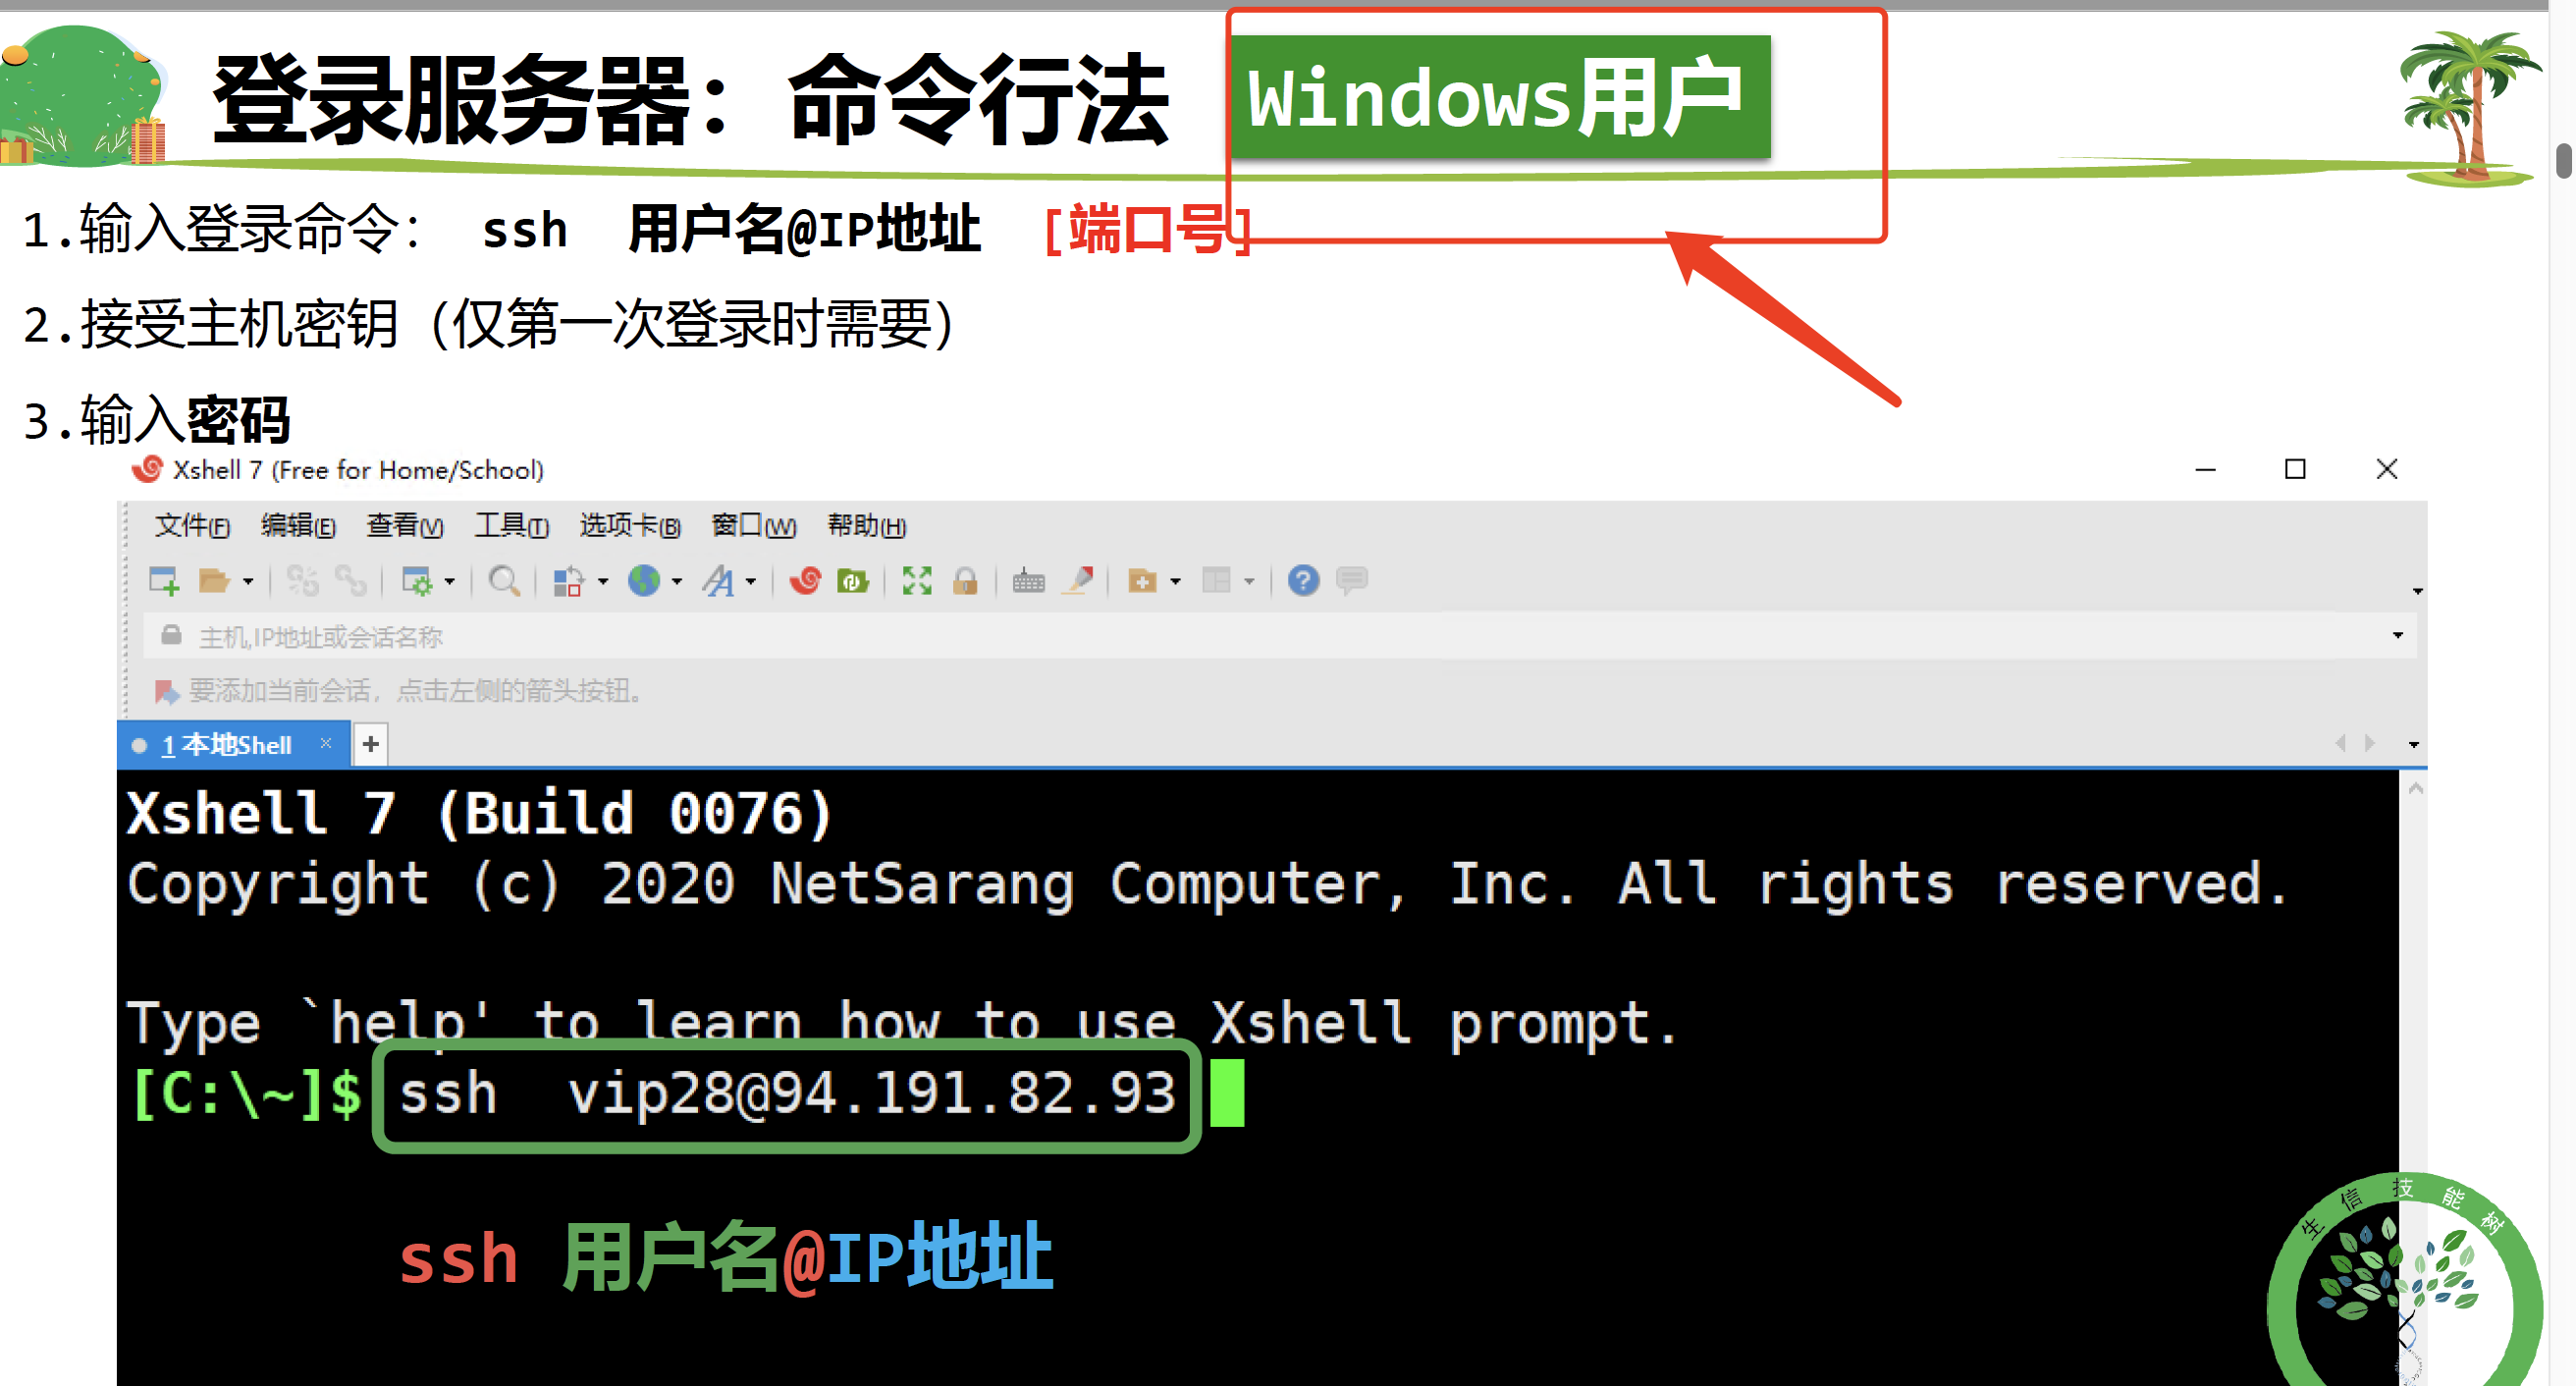 登录服务器：命令行法 Windows用户
1.输入登录命令： ssh 用户名@IP地址 [端口号]
2.接受主机密钥（仅第一次登录时需要）
3.输入密码
Xshell 7 (Free for Home/School)
文件(F) 编辑(E) 查看(V) 工具(T) 选项卡(B) 窗口(W) 帮助(H)
主机,IP地址或会话名称
要添加当前会话，点击左侧的箭头按钮。
1 本地Shell × +
Xshell 7 (Build 0076)
Copyright (c) 2020 NetSarang Computer, Inc. All rights reserved.
Type `help' to learn how to use Xshell prompt.
[C:\~]$ ssh  vip28@94.191.82.93
ssh 用户名@IP地址
生信技能树